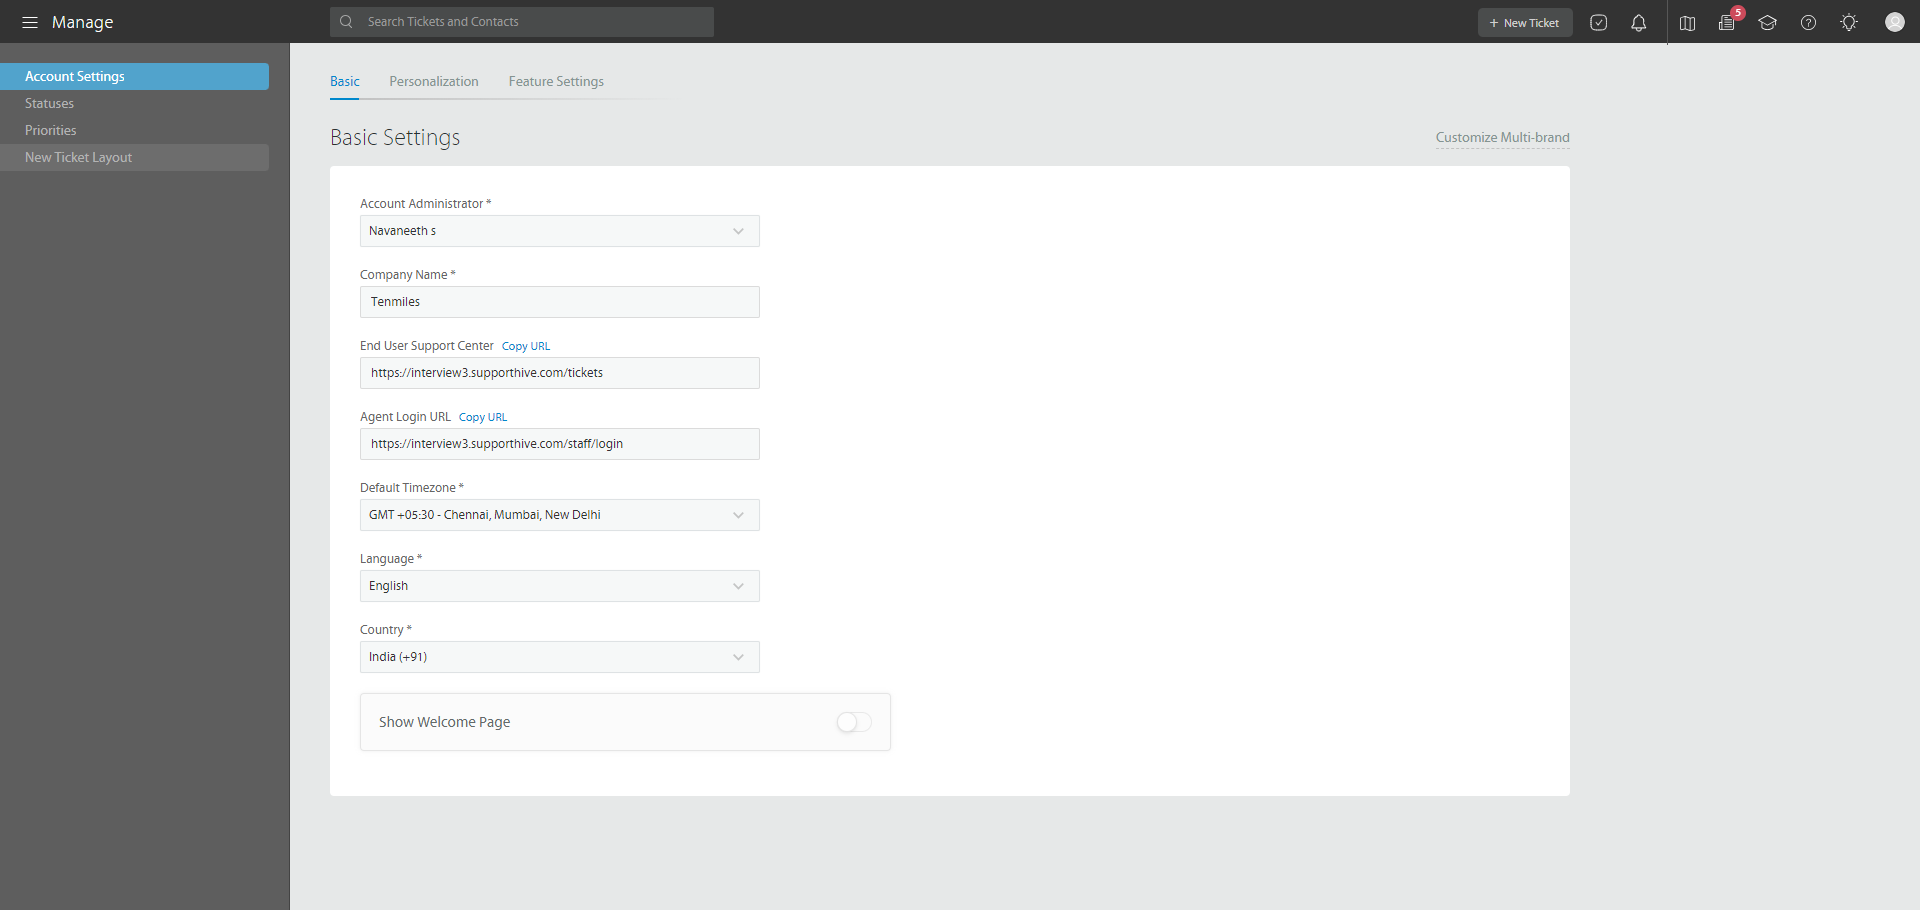 Manage
Search Tickets and Contacts
+ New Ticket
5
Account Settings
Statuses
Priorities
New Ticket Layout
Basic
Personalization
Feature Settings
Basic Settings
Customize Multi-brand
Account Administrator *
Navaneeth s
Company Name *
Tenmiles
End User Support Center Copy URL
https://interview3.supporthive.com/tickets
Agent Login URL Copy URL
https://interview3.supporthive.com/staff/login
Default Timezone *
GMT +05:30 - Chennai, Mumbai, New Delhi
Language *
English
Country *
India (+91)
Show Welcome Page